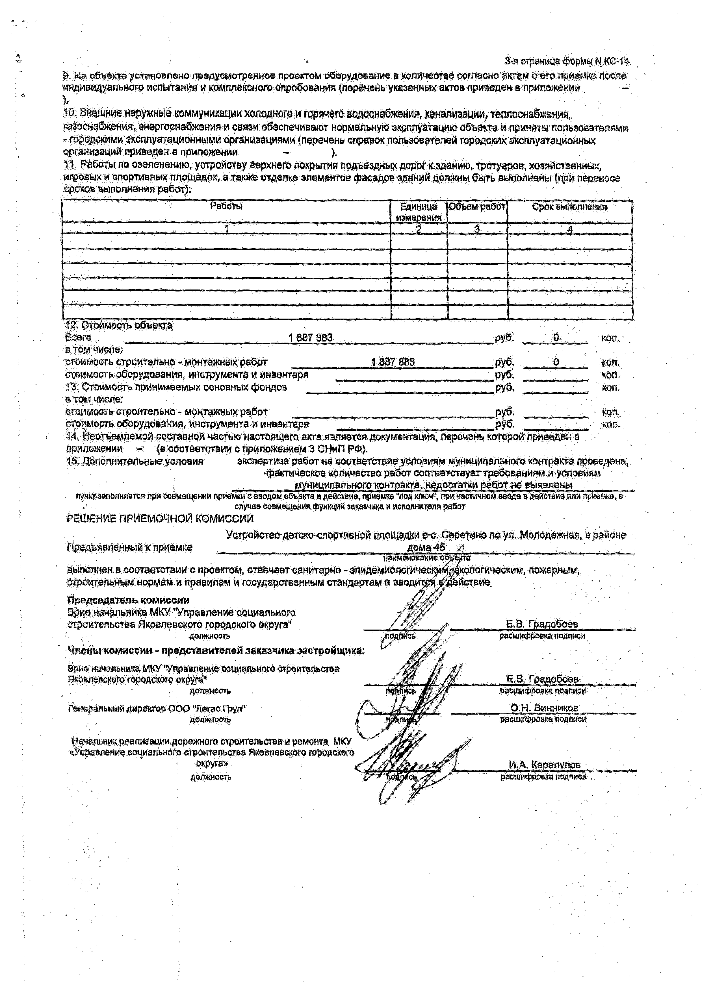 3-я страница формы N КС-14
9. На объекте установлено предусмотренное проектом оборудование в количестве согласно актам о его приемке после
индивидуального испытания и комплексного опробования (перечень указанных актов приведен в приложении –
).
10. Внешние наружные коммуникации холодного и горячего водоснабжения, канализации, теплоснабжения,
газоснабжения, энергоснабжения и связи обеспечивают нормальную эксплуатацию объекта и приняты пользователями
- городскими эксплуатационными организациями (перечень справок пользователей городских эксплуатационных
организаций приведен в приложении – ).
11. Работы по озеленению, устройству верхнего покрытия подъездных дорог к зданию, тротуаров, хозяйственных,
игровых и спортивных площадок, а также отделке элементов фасадов зданий должны быть выполнены (при переносе
сроков выполнения работ):
Работы Единица измерения Объем работ Срок выполнения
1 2 3 4
12. Стоимость объекта
Всего 1 887 883 руб. 0 коп.
в том числе:
стоимость строительно - монтажных работ 1 887 883 руб. 0 коп.
стоимость оборудования, инструмента и инвентаря руб. коп.
13. Стоимость принимаемых основных фондов руб. коп.
в том числе:
стоимость строительно - монтажных работ руб. коп.
стоимость оборудования, инструмента и инвентаря руб. коп.
14. Неотъемлемой составной частью настоящего акта является документация, перечень которой приведен в
приложении – (в соответствии с приложением 3 СНиП РФ).
15. Дополнительные условия экспертиза работ на соответствие условиям муниципального контракта проведена,
фактическое количество работ соответствует требованиям и условиям
муниципального контракта, недостатки работ не выявлены
пункт заполняется при совмещении приемки с вводом объекта в действие, приемке "под ключ", при частичном вводе в действие или приемке, в
случае совмещения функций заказчика и исполнителя работ
РЕШЕНИЕ ПРИЕМОЧНОЙ КОМИССИИ
Устройство детско-спортивной площадки в с. Серетино по ул. Молодежная, в районе
Предъявленный к приемке дома 45
наименование объекта
выполнен в соответствии с проектом, отвечает санитарно - эпидемиологическим, экологическим, пожарным,
строительным нормам и правилам и государственным стандартам и вводится в действие
Председатель комиссии
Врио начальника МКУ "Управление социального
строительства Яковлевского городского округа" Е.В. Градобоев
должность подпись расшифровка подписи
Члены комиссии - представителей заказчика застройщика:
Врио начальника МКУ "Управление социального строительства
Яковлевского городского округа" Е.В. Градобоев
должность подпись расшифровка подписи
Генеральный директор ООО "Легас Груп" О.Н. Винников
должность подпись расшифровка подписи
Начальник реализации дорожного строительства и ремонта МКУ
«Управление социального строительства Яковлевского городского
округа» И.А. Карапупов
должность подпись расшифровка подписи